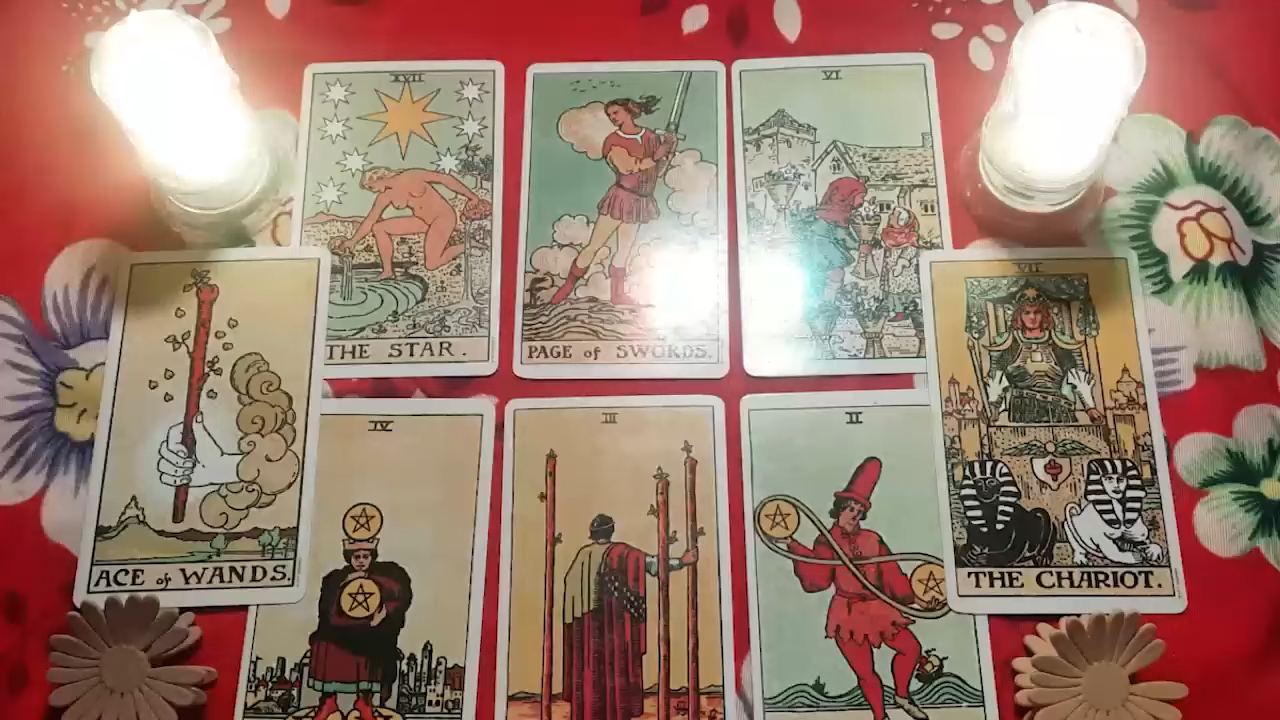 XVII
THE STAR.
PAGE of SWORDS.
VI
ACE of WANDS.
VII
THE CHARIOT.
IV
III
II